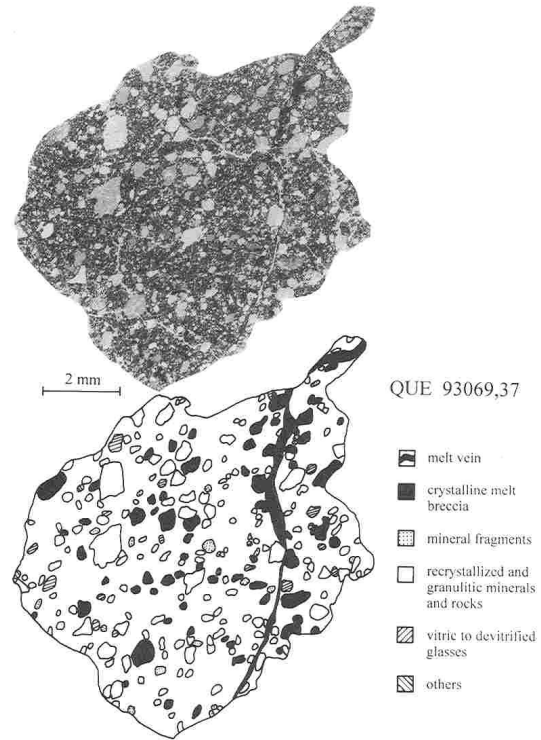 2 mm
QUE 93069,37
melt vein
crystalline melt
breccia
mineral fragments
recrystallized and
granulitic minerals
and rocks
vitric to devitrified
glasses
others